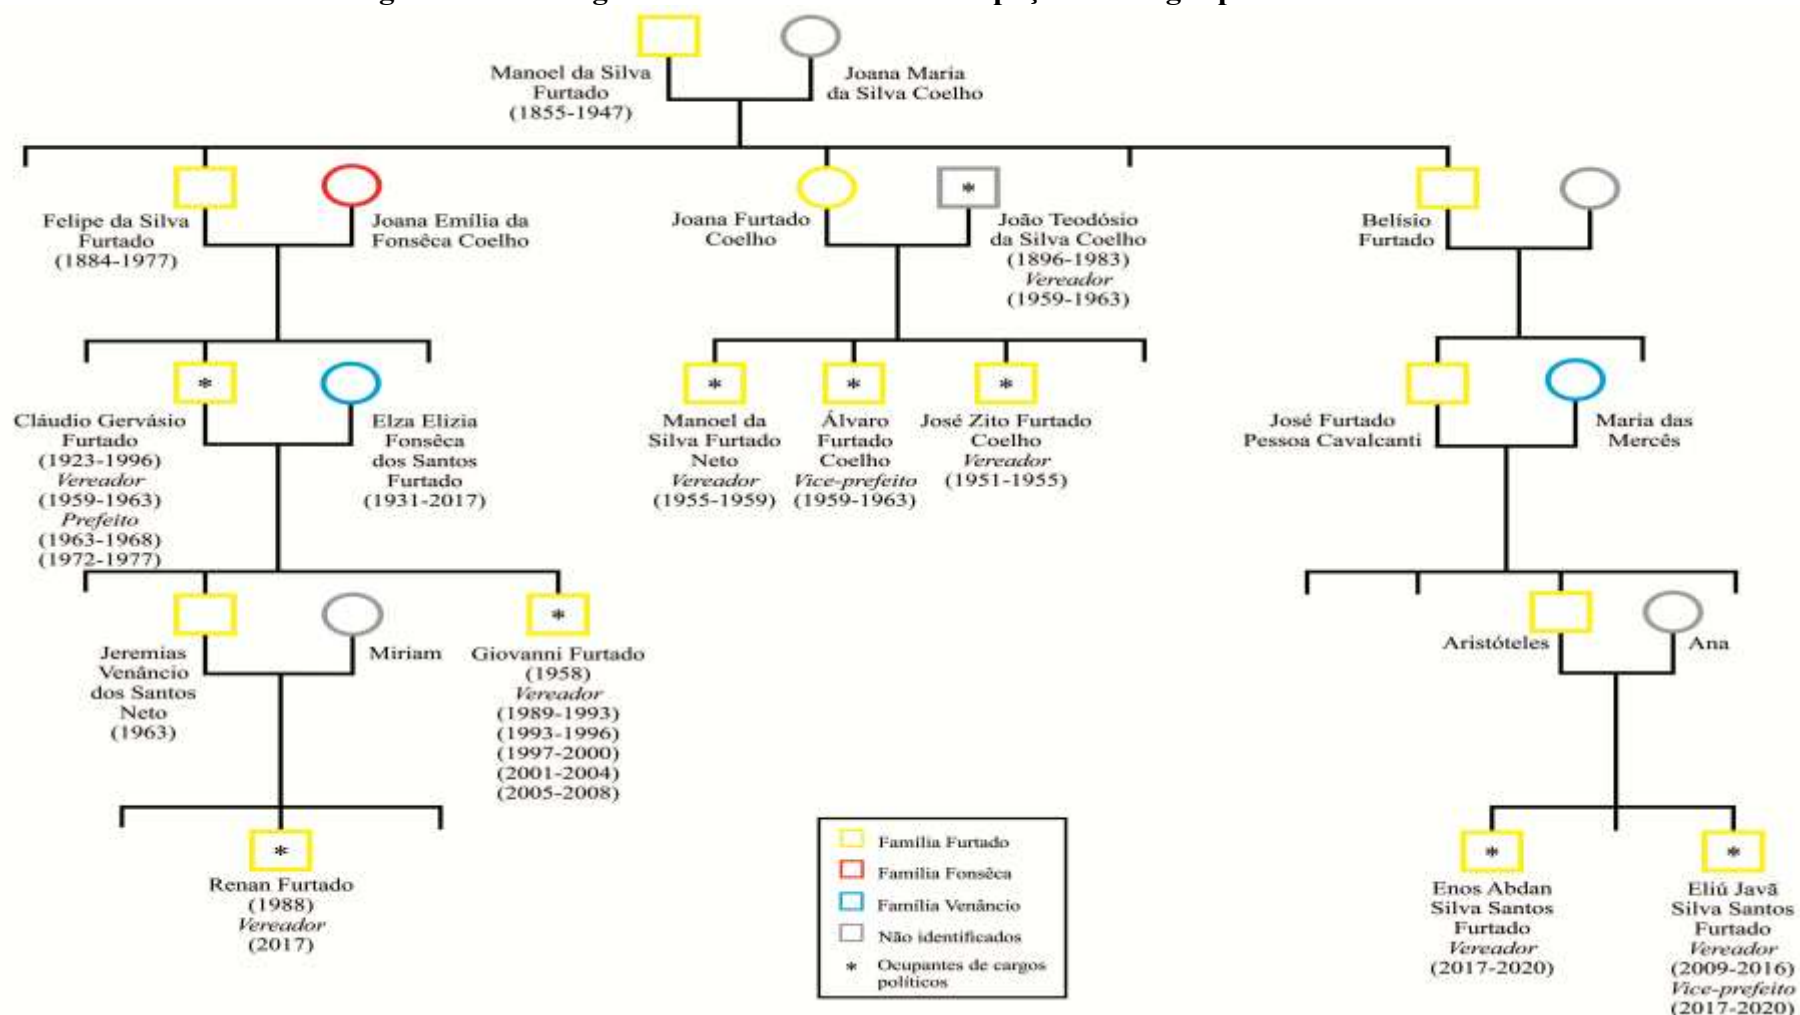 Manoel da Silva
Furtado
(1855-1947)
Joana Maria
da Silva Coelho
Felipe da Silva
Furtado
(1884-1977)
Joana Emília da
Fonsêca Coelho
Joana Furtado
Coelho
*
João Teodósio
da Silva Coelho
(1896-1983)
Vereador
(1959-1963)
Belísio
Furtado
*
Cláudio Gervásio
Furtado
(1923-1996)
Vereador
(1959-1963)
Prefeito
(1963-1968)
(1972-1977)
Elza Elizia
Fonsêca
dos Santos
Furtado
(1931-2017)
*
Manoel da
Silva Furtado
Neto
Vereador
(1955-1959)
*
Álvaro
Furtado
Coelho
Vice-prefeito
(1959-1963)
*
José Zito Furtado
Coelho
Vereador
(1951-1955)
José Furtado
Pessoa Cavalcanti
Maria das
Mercês
Jeremias
Venâncio
dos Santos
Neto
(1963)
Miriam
*
Giovanni Furtado
(1958)
Vereador
(1989-1993)
(1993-1996)
(1997-2000)
(2001-2004)
(2005-2008)
Aristóteles
Ana
*
Renan Furtado
(1988)
Vereador
(2017)
*
Enos Abdan
Silva Santos
Furtado
Vereador
(2017-2020)
*
Eliú Javã
Silva Santos
Furtado
Vereador
(2009-2016)
Vice-prefeito
(2017-2020)
Família Furtado
Família Fonsêca
Família Venâncio
Não identificados
* Ocupantes de cargos
políticos